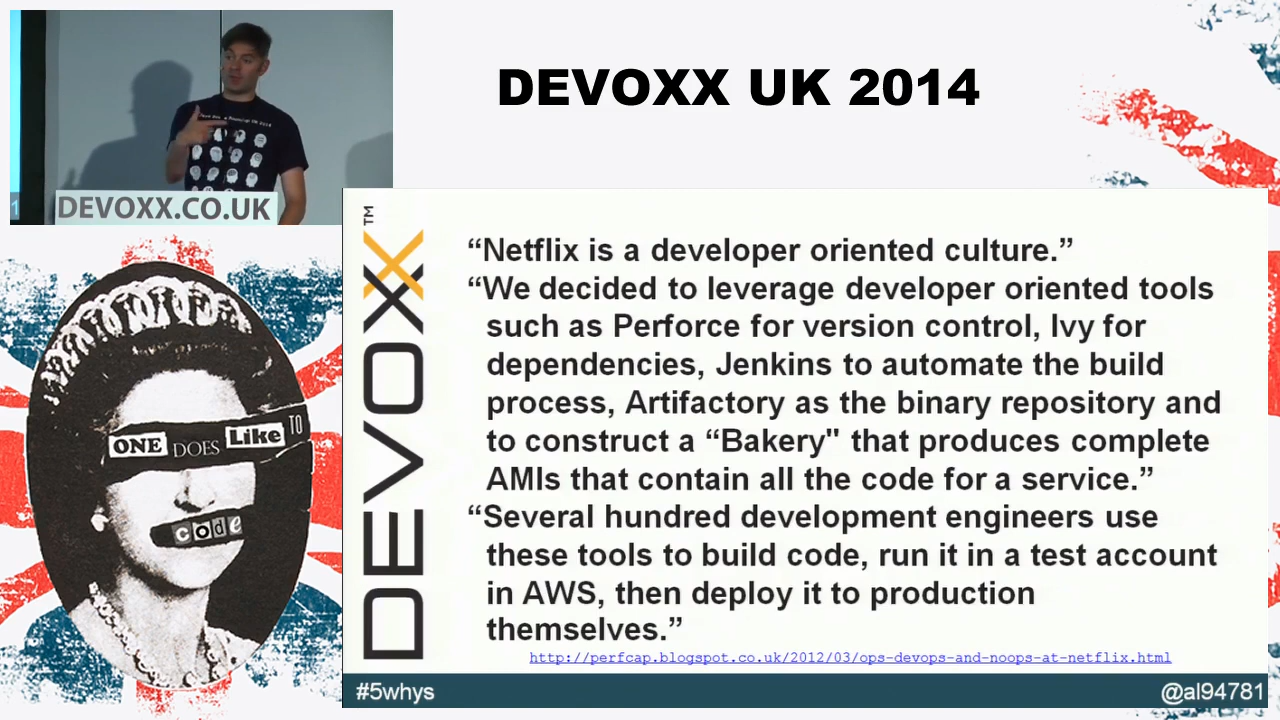 DEVOXX UK 2014
DEVOXX.CO.UK
1
DEVOXX™
“Netflix is a developer oriented culture.”
“We decided to leverage developer oriented tools
such as Perforce for version control, Ivy for
dependencies, Jenkins to automate the build
process, Artifactory as the binary repository and
to construct a “Bakery" that produces complete
AMIs that contain all the code for a service.”
“Several hundred development engineers use
these tools to build code, run it in a test account
in AWS, then deploy it to production
themselves.”
http://perfcap.blogspot.co.uk/2012/03/ops-devops-and-noops-at-netflix.html
#5whys
@al94781
ONE DOES Like TO
code